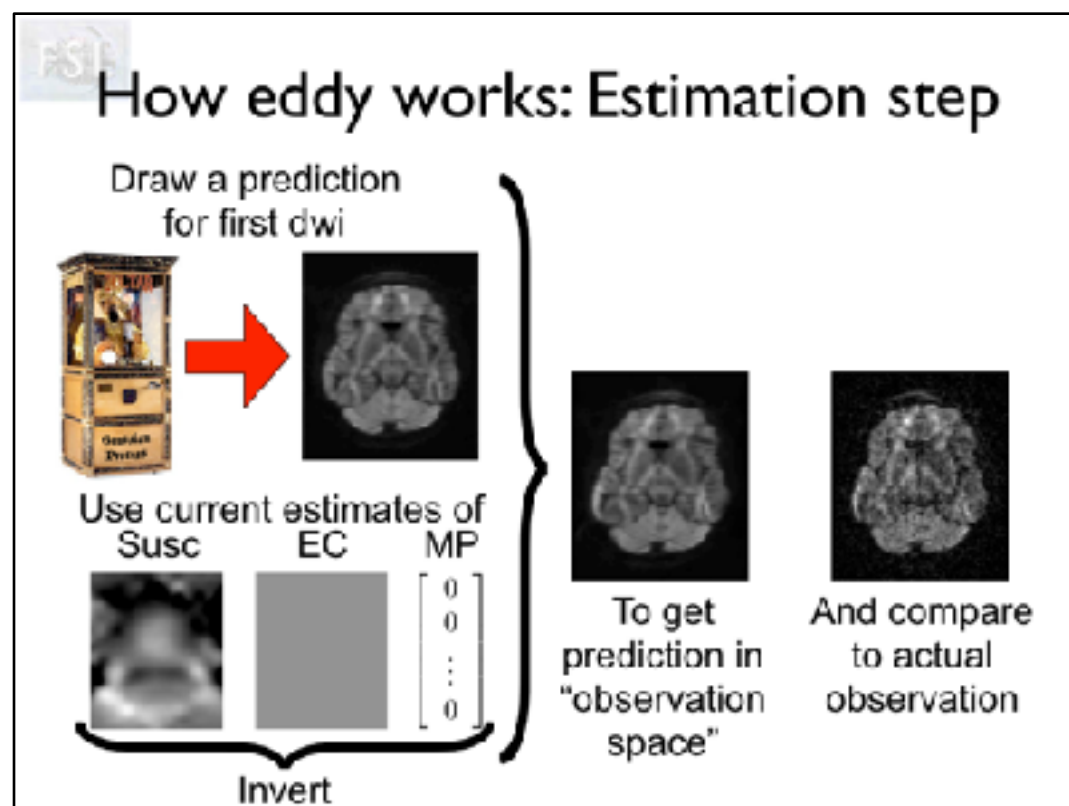 FSL
How eddy works: Estimation step
Draw a prediction
for first dwi
Use current estimates of
Susc EC MP
0
0
⋮
0
Invert
To get
prediction in
“observation
space”
And compare
to actual
observation